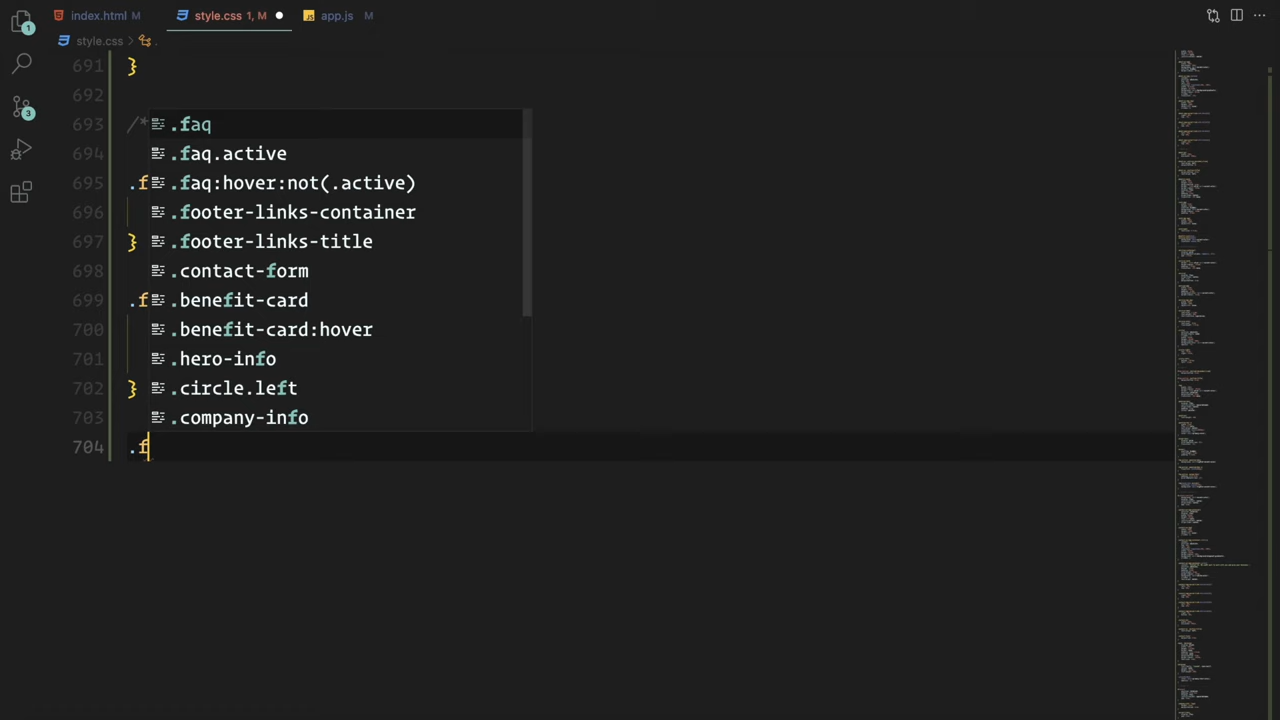 index.html M
style.css 1, M
app.js M
style.css > .
691 }
692
693 /*
694
695 .f
696
697 }
698
699 .f
700
701
702 }
703
704 .f
.faq
.faq.active
.faq:hover:not(.active)
.footer-links-container
.footer-links-title
.contact-form
.benefit-card
.benefit-card:hover
.hero-info
.circle.left
.company-info
1
3